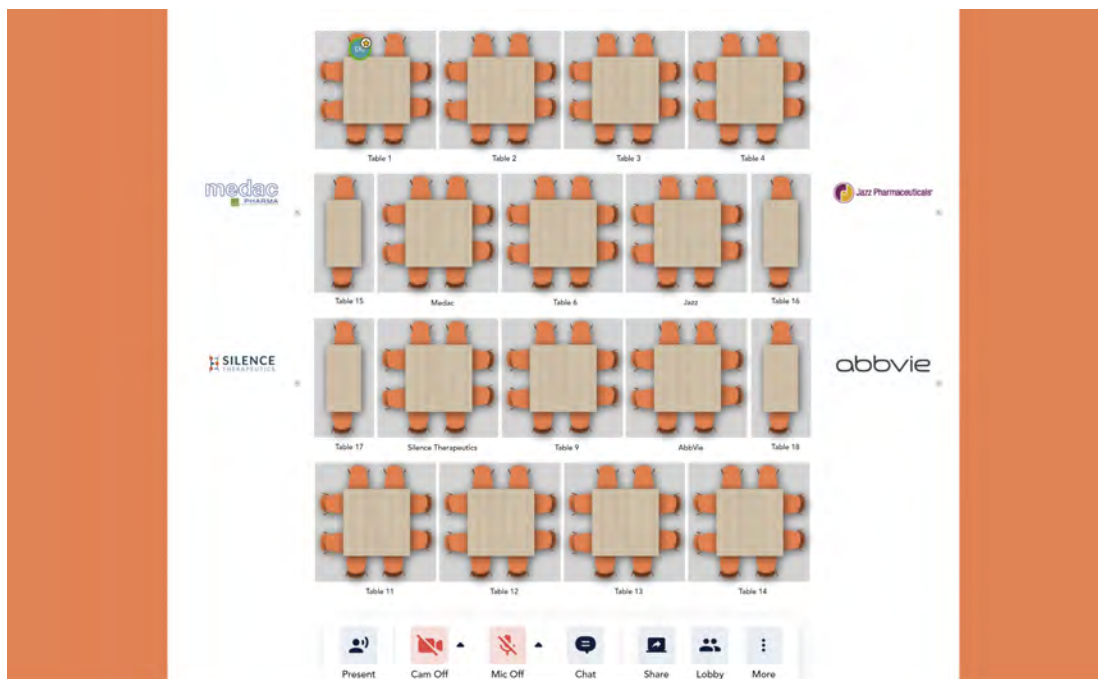 Table 1
Table 2
Table 3
Table 4
medac
PHARMA
Jazz Pharmaceuticals
Table 15
Medac
Table 6
Jazz
Table 16
SILENCE
THERAPEUTICS
abbvie
Table 17
Silence Therapeutics
Table 9
AbbVie
Table 18
Table 11
Table 12
Table 13
Table 14
Present
Cam Off
Mic Off
Chat
Share
Lobby
More